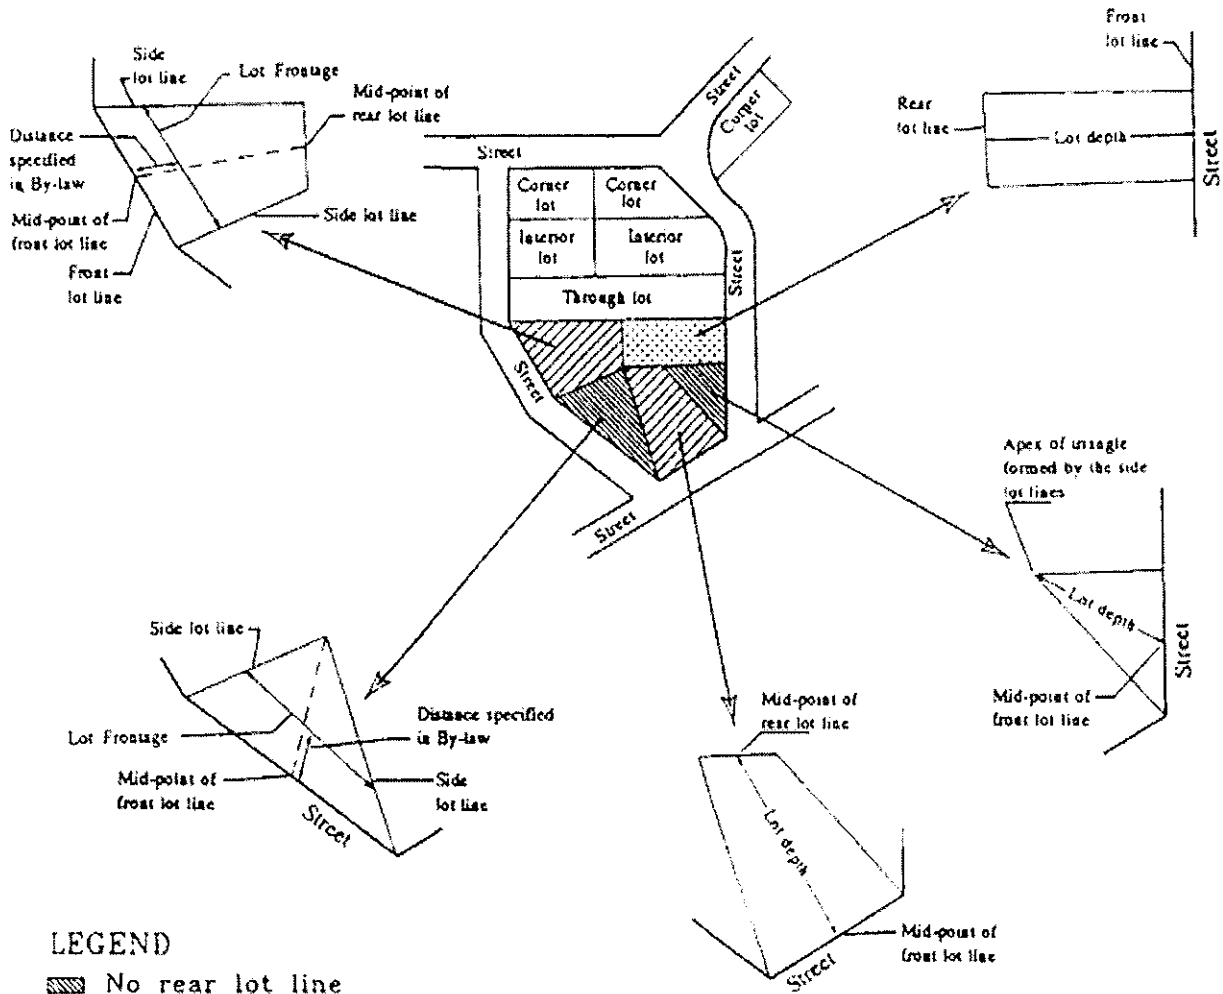 Side
lot line
Lot Frontage
Mid-point of
rear lot line
Distance
specified
in By-law
Mid-point of
front lot line
Front
lot line
Side lot line
Street
Street
Corner
lot
Front
lot line
Rear
lot line
Lot depth
Street
Corner
lot
Corner
lot
Interior
lot
Interior
lot
Through lot
Street
Street
Street
Apex of triangle
formed by the side
lot lines
Lot depth
Street
Mid-point of
front lot line
Side lot line
Lot Frontage
Distance specified
in By-law
Mid-point of
front lot line
Side
lot line
Street
Mid-point of
rear lot line
Lot depth
Mid-point of
front lot line
Street
LEGEND
No rear lot line